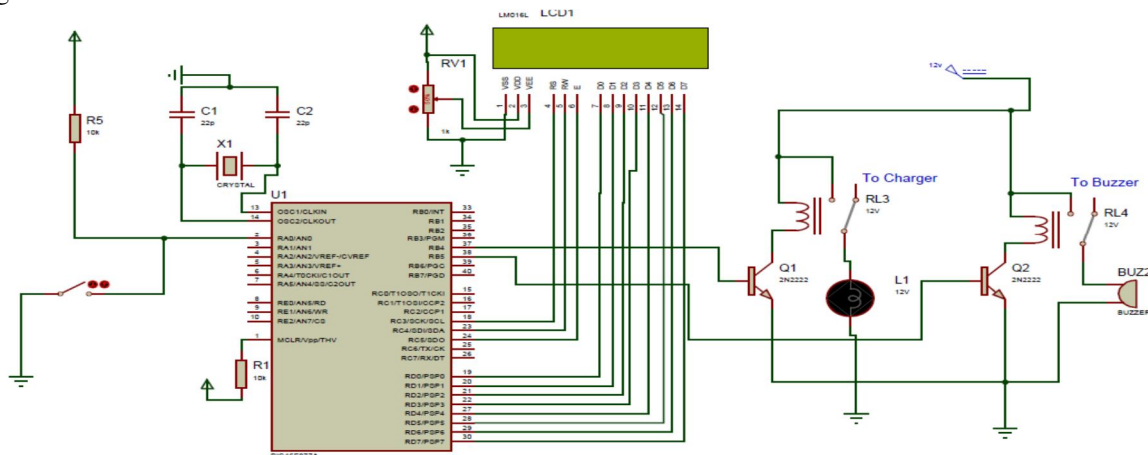 LM016L LCD1
RV1
50%
1k
VSS
VDD
VEE
RS
RW
E
D0
D1
D2
D3
D4
D5
D6
D7
1
2
3
4
5
6
7
8
9
10
11
12
13
14
12v
R5
10k
C1
22p
C2
22p
X1
CRYSTAL
U1
13 OSC1/CLKIN RB0/INT 33
14 OSC2/CLKOUT RB1 34
RB2 35
2 RA0/AN0 RB3/PGM 36
3 RA1/AN1 RB4 37
4 RA2/AN2/VREF-/CVREF RB5 38
5 RA3/AN3/VREF+ RB6/PGC 39
6 RA4/T0CKI/C1OUT RB7/PGD 40
7 RA5/AN4/SS/C2OUT
RC0/T1OSO/T1CKI 15
8 RE0/AN5/RD RC1/T1OSI/CCP2 16
9 RE1/AN6/WR RC2/CCP1 17
10 RE2/AN7/CS RC3/SCK/SCL 18
RC4/SDI/SDA 23
1 MCLR/Vpp/THV RC5/SDO 24
RC6/TX/CK 25
RC7/RX/DT 26
RD0/PSP0 19
RD1/PSP1 20
RD2/PSP2 21
RD3/PSP3 22
RD4/PSP4 27
RD5/PSP5 28
RD6/PSP6 29
RD7/PSP7 30
R1
10k
To Charger
RL3
12V
To Buzzer
RL4
12V
Q1
2N2222
L1
12V
Q2
2N2222
BUZ2
BUZZER